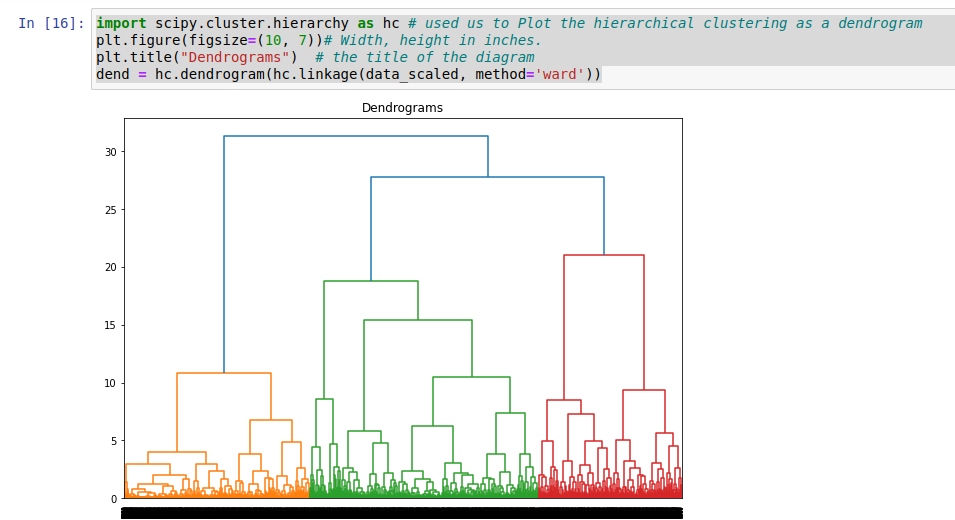 In [16]: import scipy.cluster.hierarchy as hc # used us to Plot the hierarchical clustering as a dendrogram
plt.figure(figsize=(10, 7))# Width, height in inches.
plt.title("Dendrograms")  # the title of the diagram
dend = hc.dendrogram(hc.linkage(data_scaled, method='ward'))
Dendrograms
30
25
20
15
10
5
0